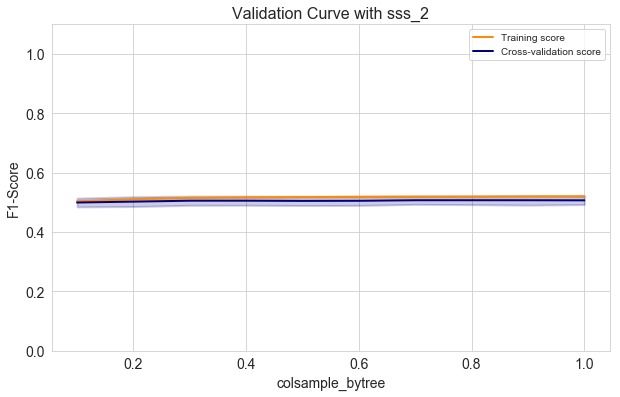 Validation Curve with sss_2
Training score
Cross-validation score
F1-Score
1.0
0.8
0.6
0.4
0.2
0.0
0.2 0.4 0.6 0.8 1.0
colsample_bytree